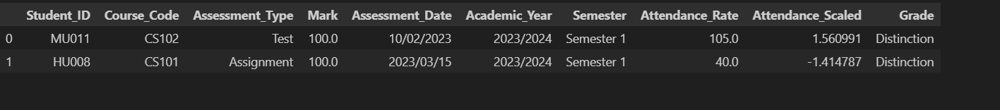 Student_ID Course_Code Assessment_Type Mark Assessment_Date Academic_Year Semester Attendance_Rate Attendance_Scaled Grade
0 MU011 CS102 Test 100.0 10/02/2023 2023/2024 Semester 1 105.0 1.560991 Distinction
1 HU008 CS101 Assignment 100.0 2023/03/15 2023/2024 Semester 1 40.0 -1.414787 Distinction